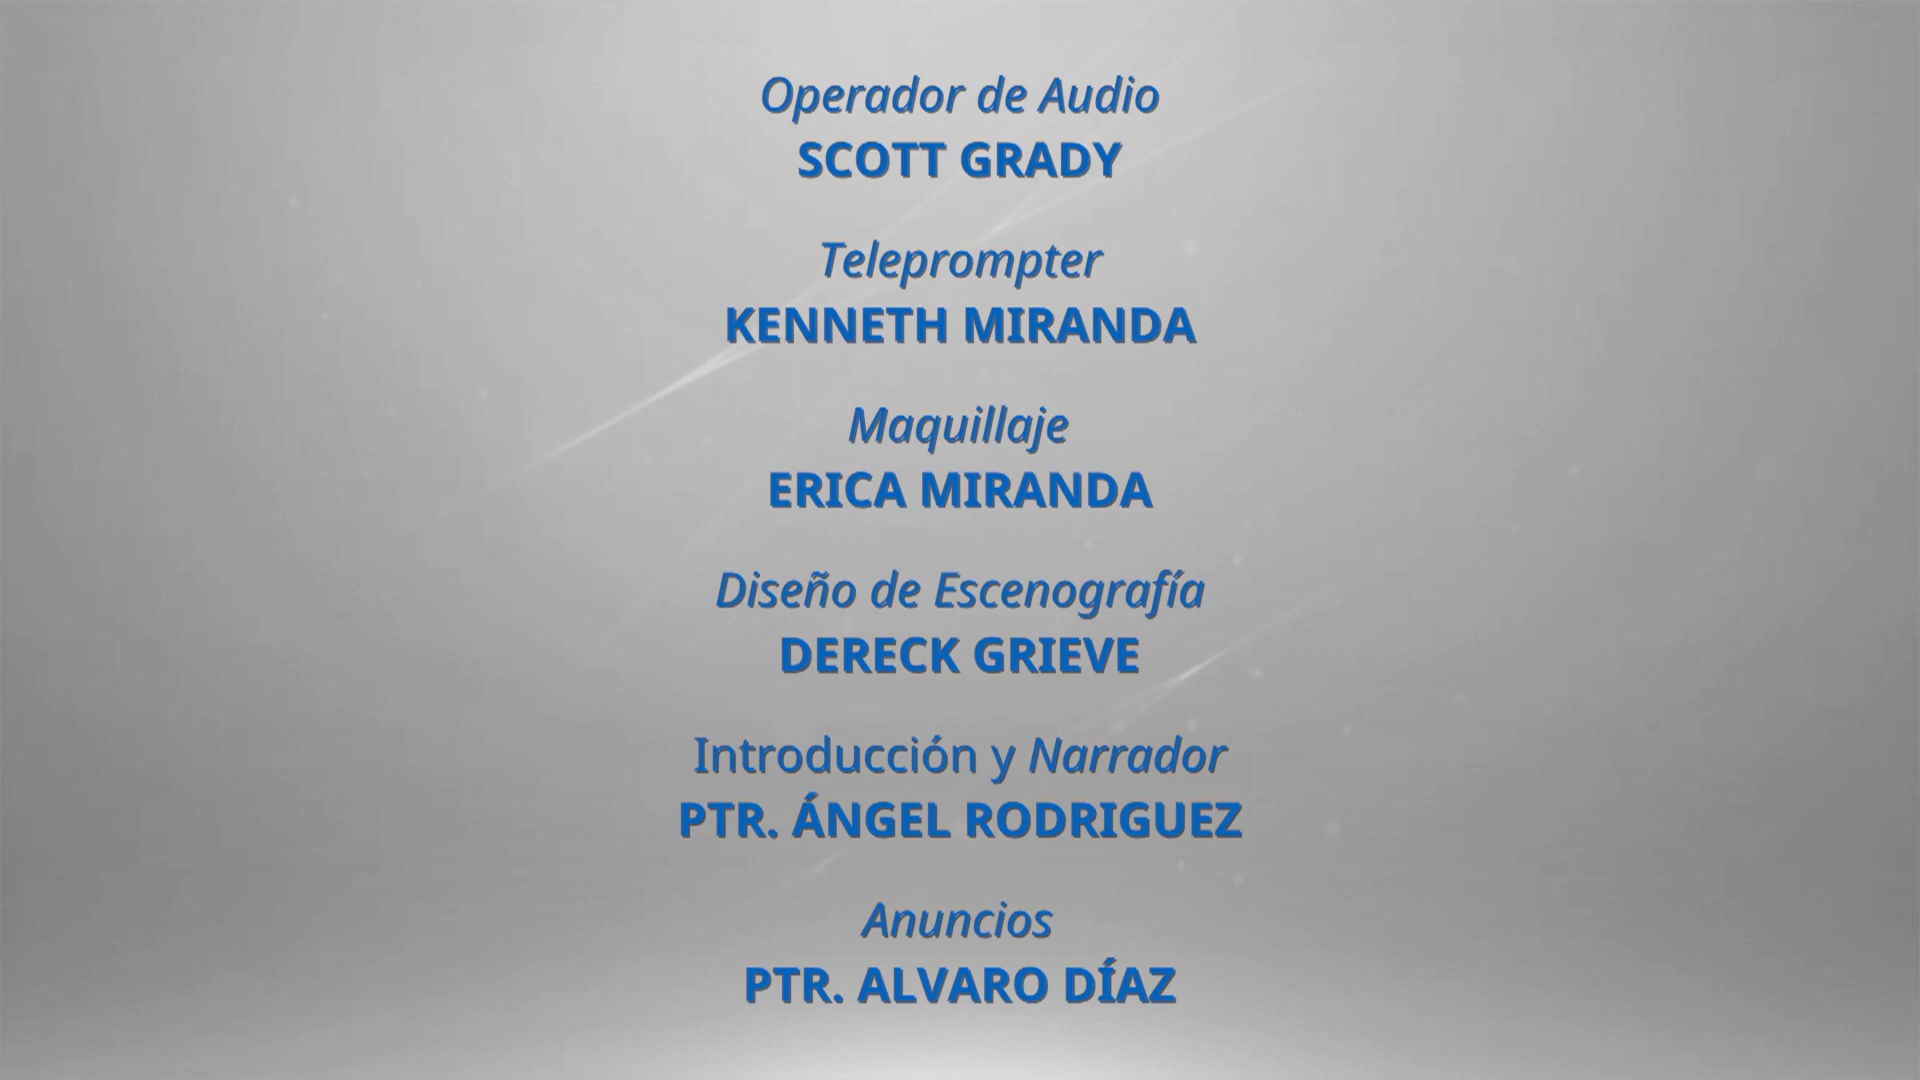 Operador de Audio
SCOTT GRADY
Teleprompter
KENNETH MIRANDA
Maquillaje
ERICA MIRANDA
Diseño de Escenografía
DERECK GRIEVE
Introducción y Narrador
PTR. ÁNGEL RODRIGUEZ
Anuncios
PTR. ALVARO DÍAZ